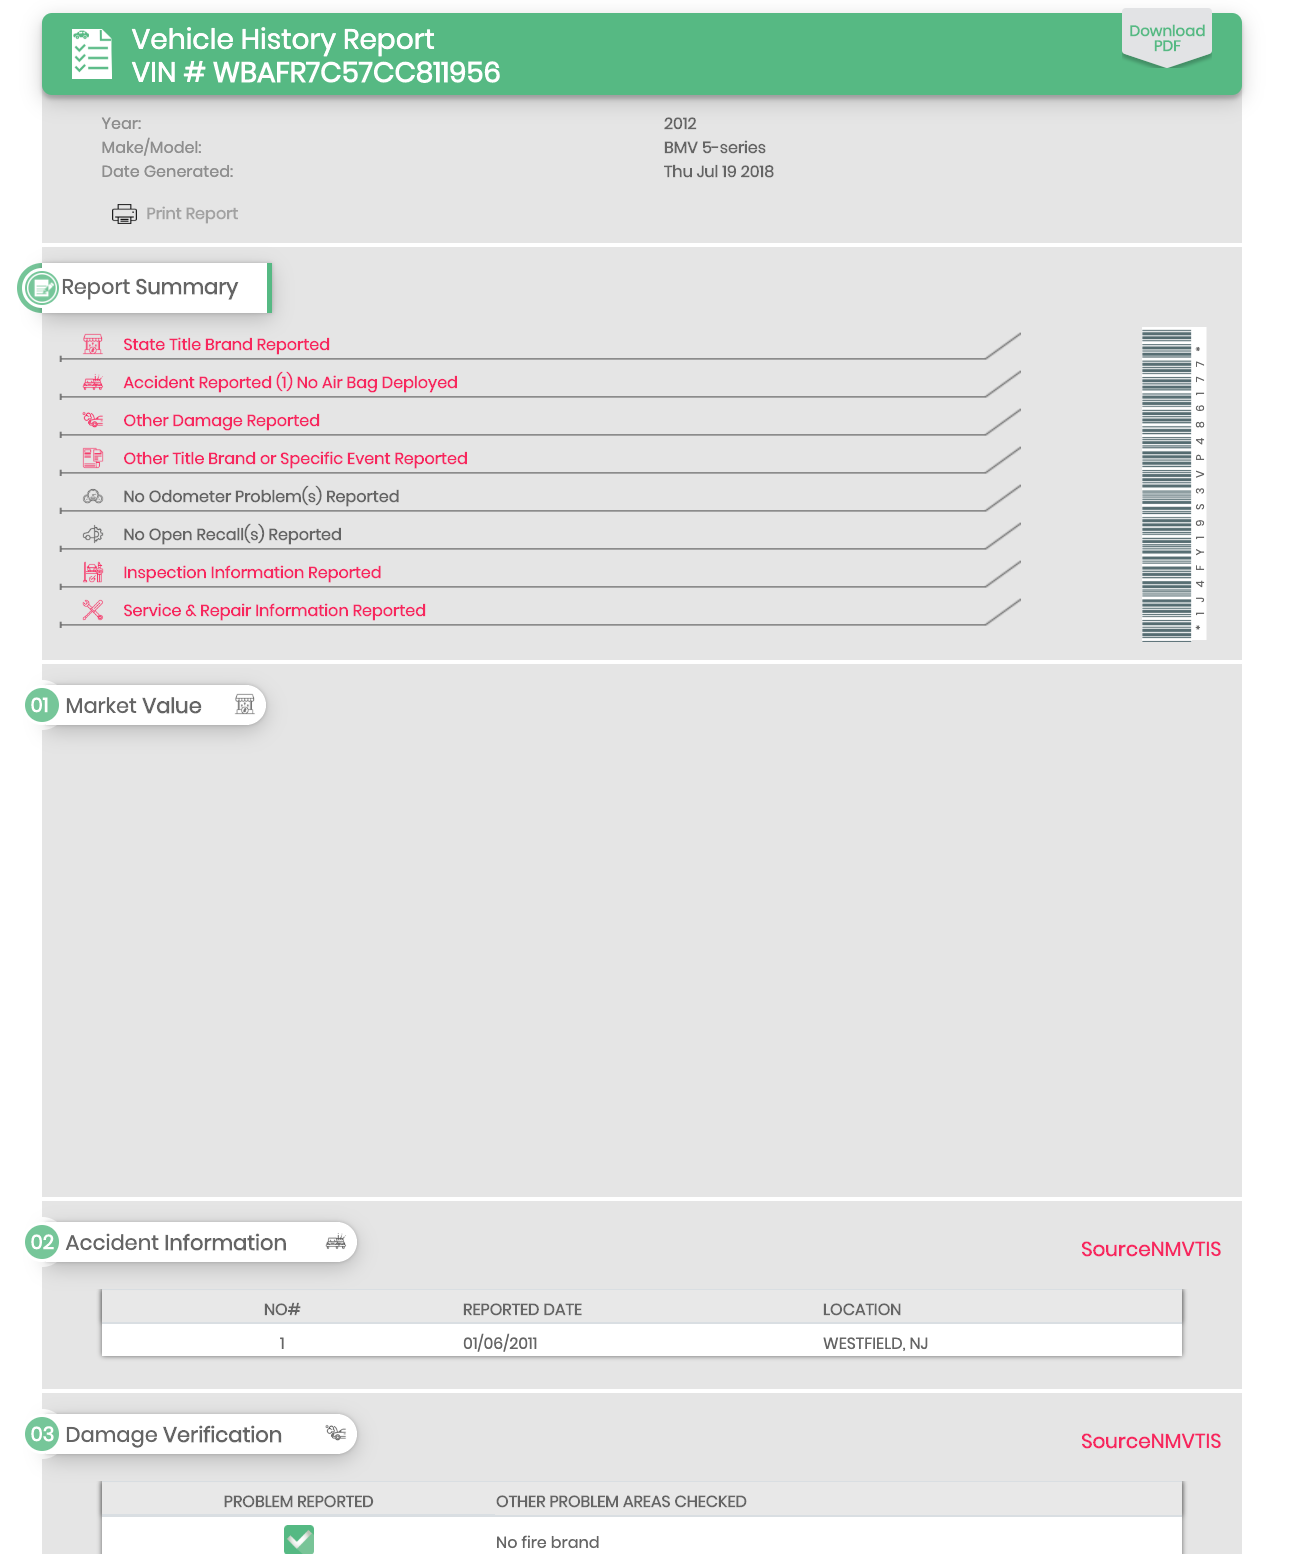 Vehicle History Report
VIN # WBAFR7C57CC811956
Download
PDF
Year: 2012
Make/Model: BMV 5-series
Date Generated: Thu Jul 19 2018
Print Report
Report Summary
State Title Brand Reported
Accident Reported (1) No Air Bag Deployed
Other Damage Reported
Other Title Brand or Specific Event Reported
No Odometer Problem(s) Reported
No Open Recall(s) Reported
Inspection Information Reported
Service & Repair Information Reported
*1J4FY19S3VP486177*
01 Market Value
02 Accident Information
SourceNMVTIS
NO# REPORTED DATE LOCATION
1 01/06/2011 WESTFIELD, NJ
03 Damage Verification
SourceNMVTIS
PROBLEM REPORTED OTHER PROBLEM AREAS CHECKED
No fire brand